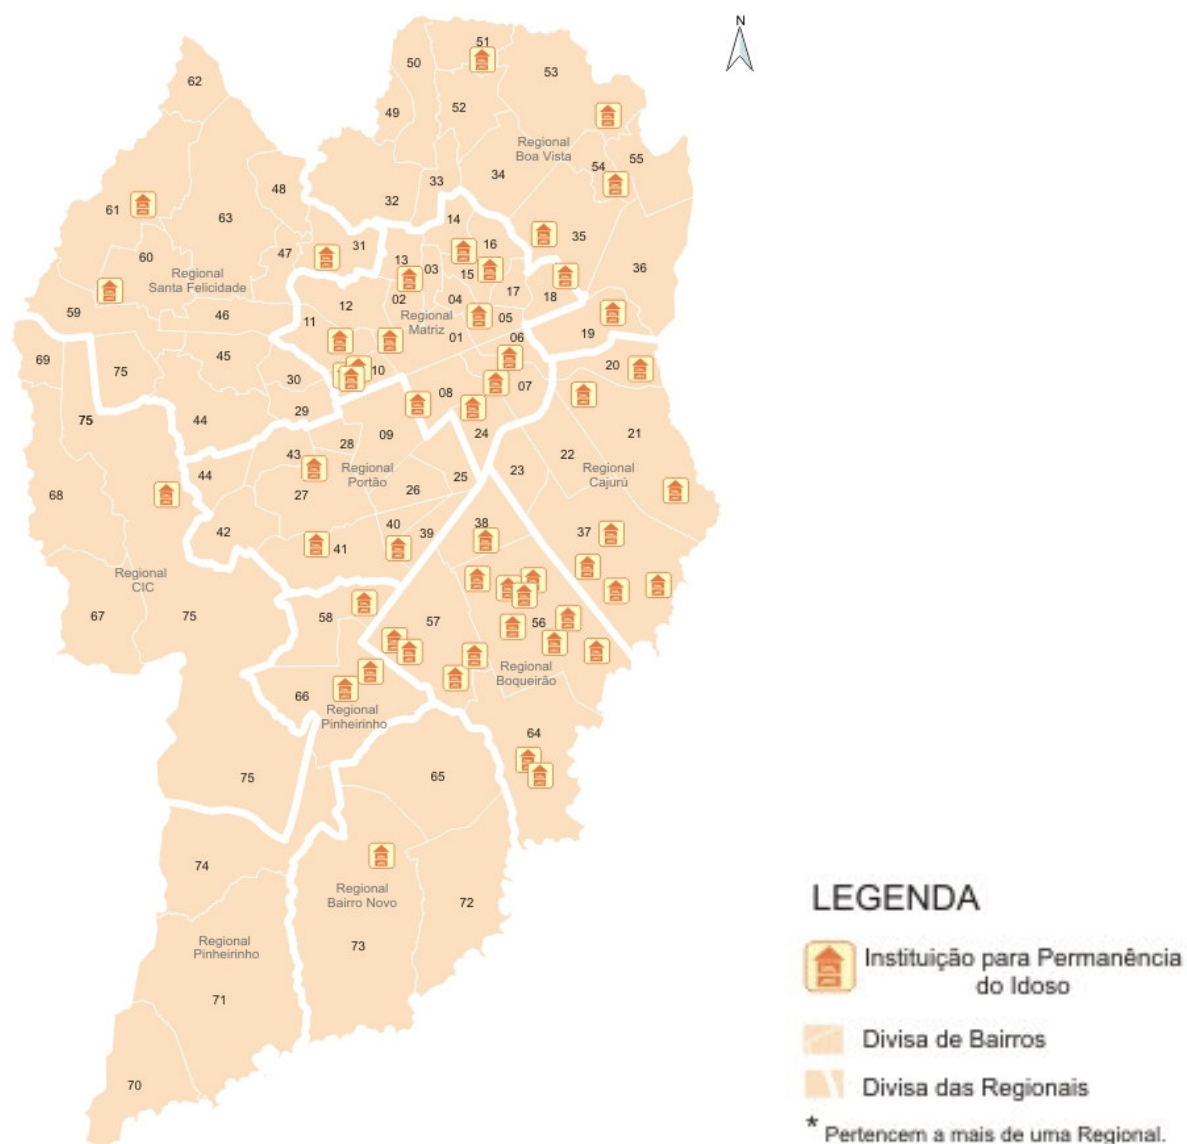 N
51
50
53
62
52
49
Regional
Boa Vista
54
55
33
34
48
61
32
63
14
31
16
35
47
60
13
03
15
36
Regional
Santa Felicidade
17
18
02
04
59
12
46
11
Regional
Matriz
05
19
01
06
69
45
75
20
30
10
07
08
29
75
44
09
24
21
28
43
22
Regional
Portão
Regional
Cajurú
44
23
25
26
27
68
38
40
39
42
37
41
Regional
CIC
67
75
58
57
56
Regional
Boqueirão
66
Regional
Pinheirinho
64
75
65
74
Regional
Bairro Novo
72
Regional
Pinheirinho
73
71
70
LEGENDA
Instituição para Permanência
do Idoso
Divisa de Bairros
Divisa das Regionais
* Pertencem a mais de uma Regional.